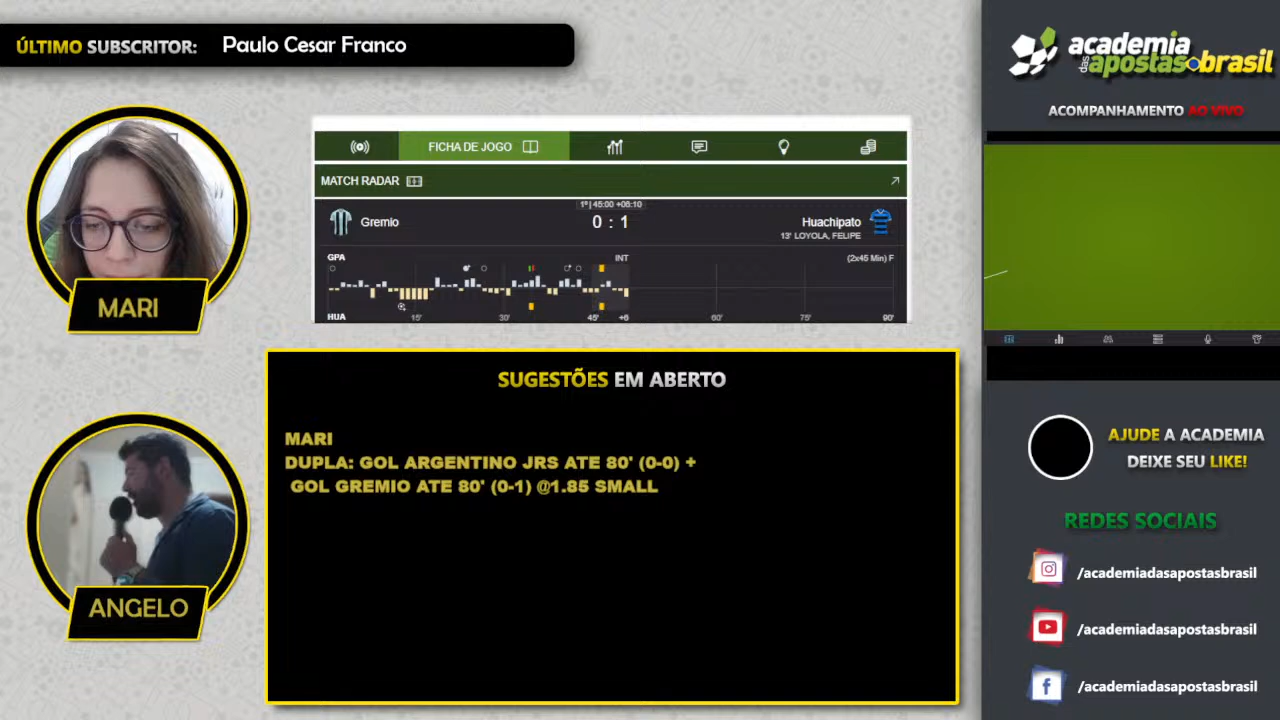 ÚLTIMO SUBSCRITOR: Paulo Cesar Franco
academia
das apostas brasil
ACOMPANHAMENTO AO VIVO
FICHA DE JOGO
MATCH RADAR
1º| 45:00 +06:10
Gremio 0 : 1 Huachipato
13' LOYOLA, FELIPE
GPA INT (2x45 Min) F
HUA 15' 30' 45' +6 60' 75' 90'
MARI
SUGESTÕES EM ABERTO
MARI
DUPLA: GOL ARGENTINO JRS ATE 80' (0-0) +
GOL GREMIO ATE 80' (0-1) @1.85 SMALL
ANGELO
AJUDE A ACADEMIA
DEIXE SEU LIKE!
REDES SOCIAIS
/academiadasapostasbrasil
/academiadasapostasbrasil
/academiadasapostasbrasil